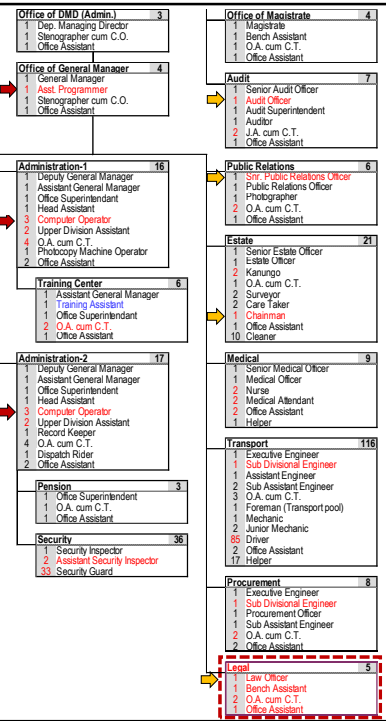 Office of DMD (Admin.) 3
1 Dep. Managing Director
1 Stenographer cum C.O.
1 Office Assistant
Office of General Manager 4
1 General Manager
1 Asst. Programmer
1 Stenographer cum C.O.
1 Office Assistant
Administration-1 16
1 Deputy General Manager
1 Assistant General Manager
1 Office Superintendant
1 Head Assistant
3 Computer Operator
2 Upper Division Assistant
4 O.A. cum C.T.
1 Photocopy Machine Operator
2 Office Assistant
Training Center 6
1 Assistant General Manager
1 Training Assistant
1 Office Superintendant
2 O.A. cum C.T.
1 Office Assistant
Administration-2 17
1 Deputy General Manager
1 Assistant General Manager
1 Office Superintendent
1 Head Assistant
3 Computer Operator
2 Upper Division Assistant
1 Record Keeper
4 O.A. cum C.T.
1 Dispatch Rider
2 Office Assistant
Pension 3
1 Office Superintendent
1 O.A. cum C.T.
1 Office Assistant
Security 36
1 Security Inspector
2 Assistant Security Inspector
33 Security Guard
Office of Magistrate 4
1 Magistrate
1 Bench Assistant
1 O.A. cum C.T.
1 Office Assistant
Audit 7
1 Senior Audit Officer
1 Audit Officer
1 Audit Superintendent
1 Auditor
2 J.A. cum C.T.
1 Office Assistant
Public Relations 6
1 Snr. Public Relations Officer
1 Public Relations Officer
1 Photographer
2 O.A. cum C.T.
1 Office Assistant
Estate 21
1 Senior Estate Officer
1 Estate Officer
2 Kanungo
1 O.A. cum C.T.
2 Surveyor
2 Care Taker
1 Chainman
1 Office Assistant
10 Cleaner
Medical 9
1 Senior Medical Officer
1 Medical Officer
2 Nurse
2 Medical Attendant
2 Office Assistant
1 Helper
Transport 116
1 Executive Engineer
1 Sub Divisional Engineer
1 Assistant Engineer
2 Sub Assistant Engineer
3 O.A. cum C.T.
1 Foreman (Transport pool)
1 Mechanic
2 Junior Mechanic
85 Driver
2 Office Assistant
17 Helper
Procurement 8
1 Executive Engineer
1 Sub Divisional Engineer
1 Procurement Officer
1 Sub Assistant Engineer
2 O.A. cum C.T.
2 Office Assistant
Legal 5
1 Law Officer
1 Bench Assistant
2 O.A. cum C.T.
1 Office Assistant